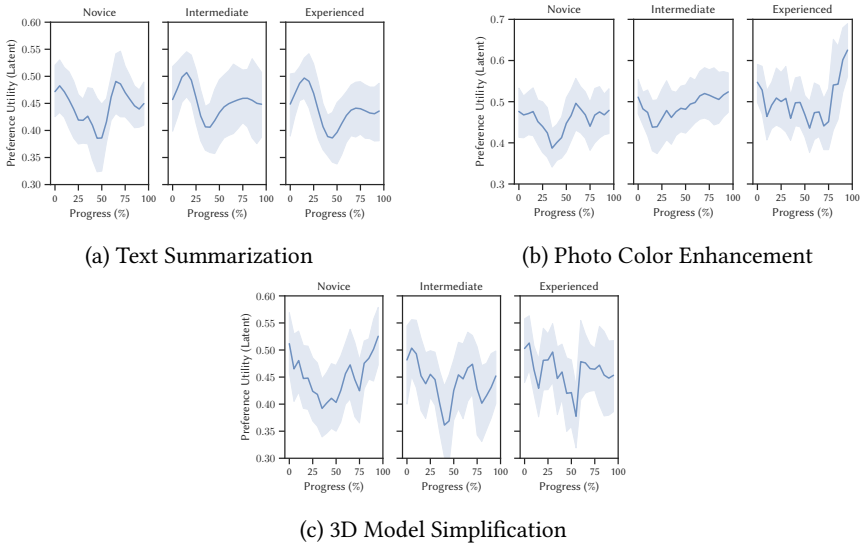 Novice Intermediate Experienced
Preference Utility (Latent)
0.60
0.55
0.50
0.45
0.40
0.35
0.30
0 25 50 75 100 0 25 50 75 100 0 25 50 75 100
Progress (%) Progress (%) Progress (%)
(a) Text Summarization
Novice Intermediate Experienced
Preference Utility (Latent)
0.7
0.6
0.5
0.4
0.3
0 25 50 75 100 0 25 50 75 100 0 25 50 75 100
Progress (%) Progress (%) Progress (%)
(b) Photo Color Enhancement
Novice Intermediate Experienced
Preference Utility (Latent)
0.60
0.55
0.50
0.45
0.40
0.35
0.30
0 25 50 75 100 0 25 50 75 100 0 25 50 75 100
Progress (%) Progress (%) Progress (%)
(c) 3D Model Simplification